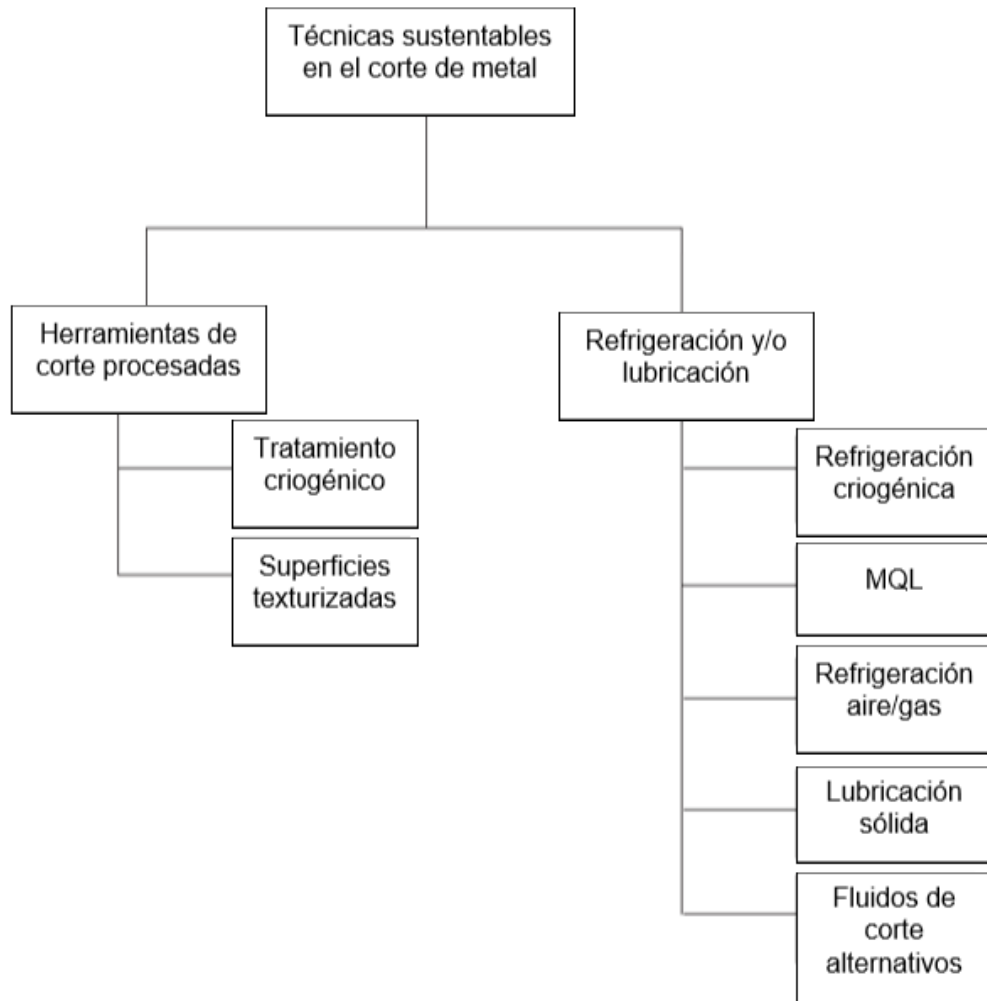 Técnicas sustentables
en el corte de metal
Herramientas de
corte procesadas
Tratamiento
criogénico
Superficies
texturizadas
Refrigeración y/o
lubricación
Refrigeración
criogénica
MQL
Refrigeración
aire/gas
Lubricación
sólida
Fluidos de
corte
alternativos